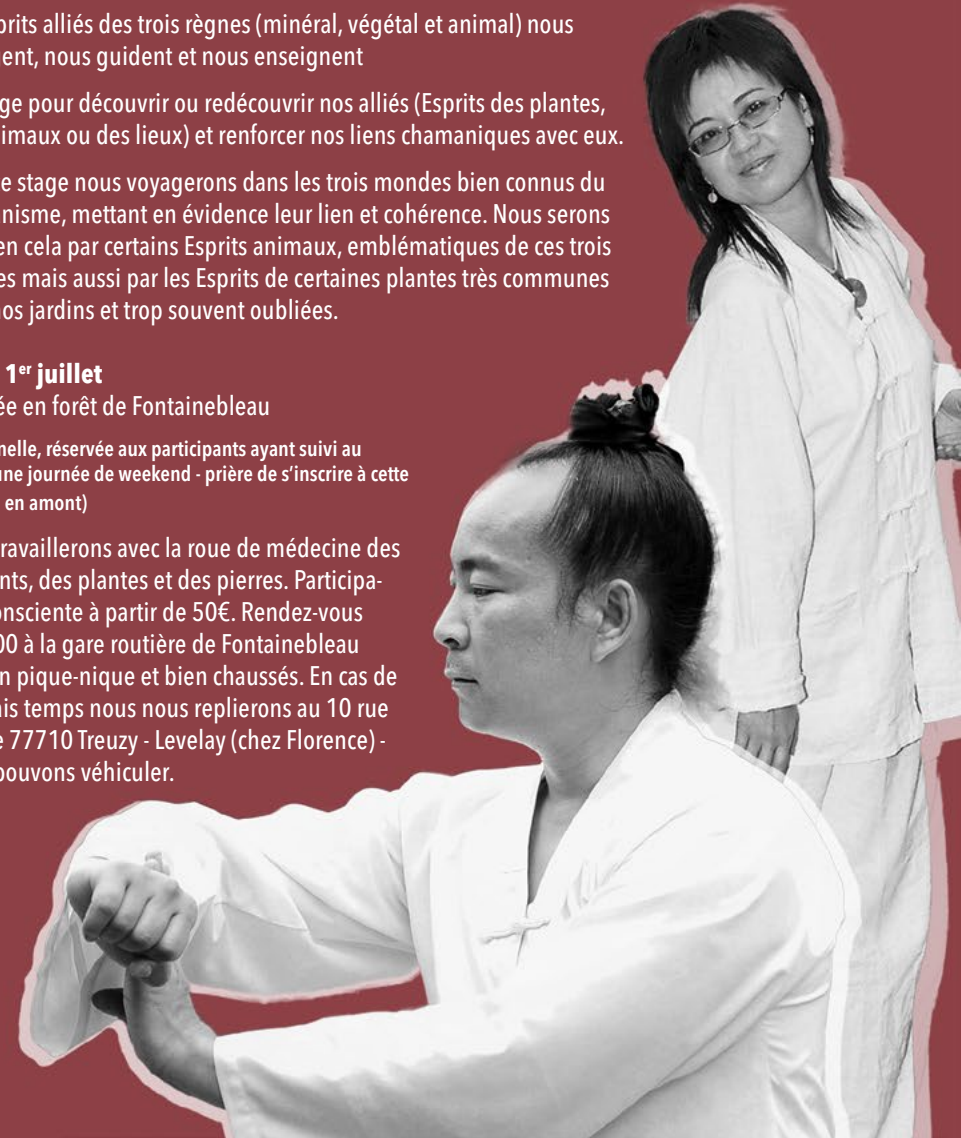 prits alliés des trois règnes (minéral, végétal et animal) nous
ent, nous guident et nous enseignent
ge pour découvrir ou redécouvrir nos alliés (Esprits des plantes,
imaux ou des lieux) et renforcer nos liens chamaniques avec eux.
e stage nous voyagerons dans les trois mondes bien connus du
nisme, mettant en évidence leur lien et cohérence. Nous serons
en cela par certains Esprits animaux, emblématiques de ces trois
es mais aussi par les Esprits de certaines plantes très communes
nos jardins et trop souvent oubliées.
1er juillet
ée en forêt de Fontainebleau
nelle, réservée aux participants ayant suivi au
une journée de weekend - prière de s’inscrire à cette
en amont)
ravaillerons avec la roue de médecine des
nts, des plantes et des pierres. Participa-
onsciente à partir de 50€. Rendez-vous
00 à la gare routière de Fontainebleau
n pique-nique et bien chaussés. En cas de
ais temps nous nous replierons au 10 rue
e 77710 Treuzy - Levelay (chez Florence) -
pouvons véhiculer.